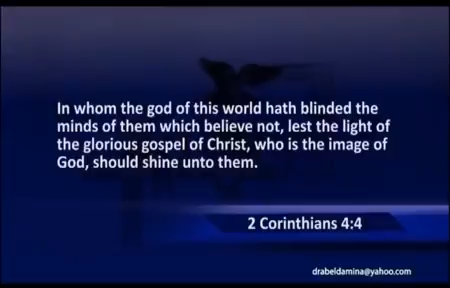 In whom the god of this world hath blinded the
minds of them which believe not, lest the light of
the glorious gospel of Christ, who is the image of
God, should shine unto them.
2 Corinthians 4:4
drabeldamina@yahoo.com